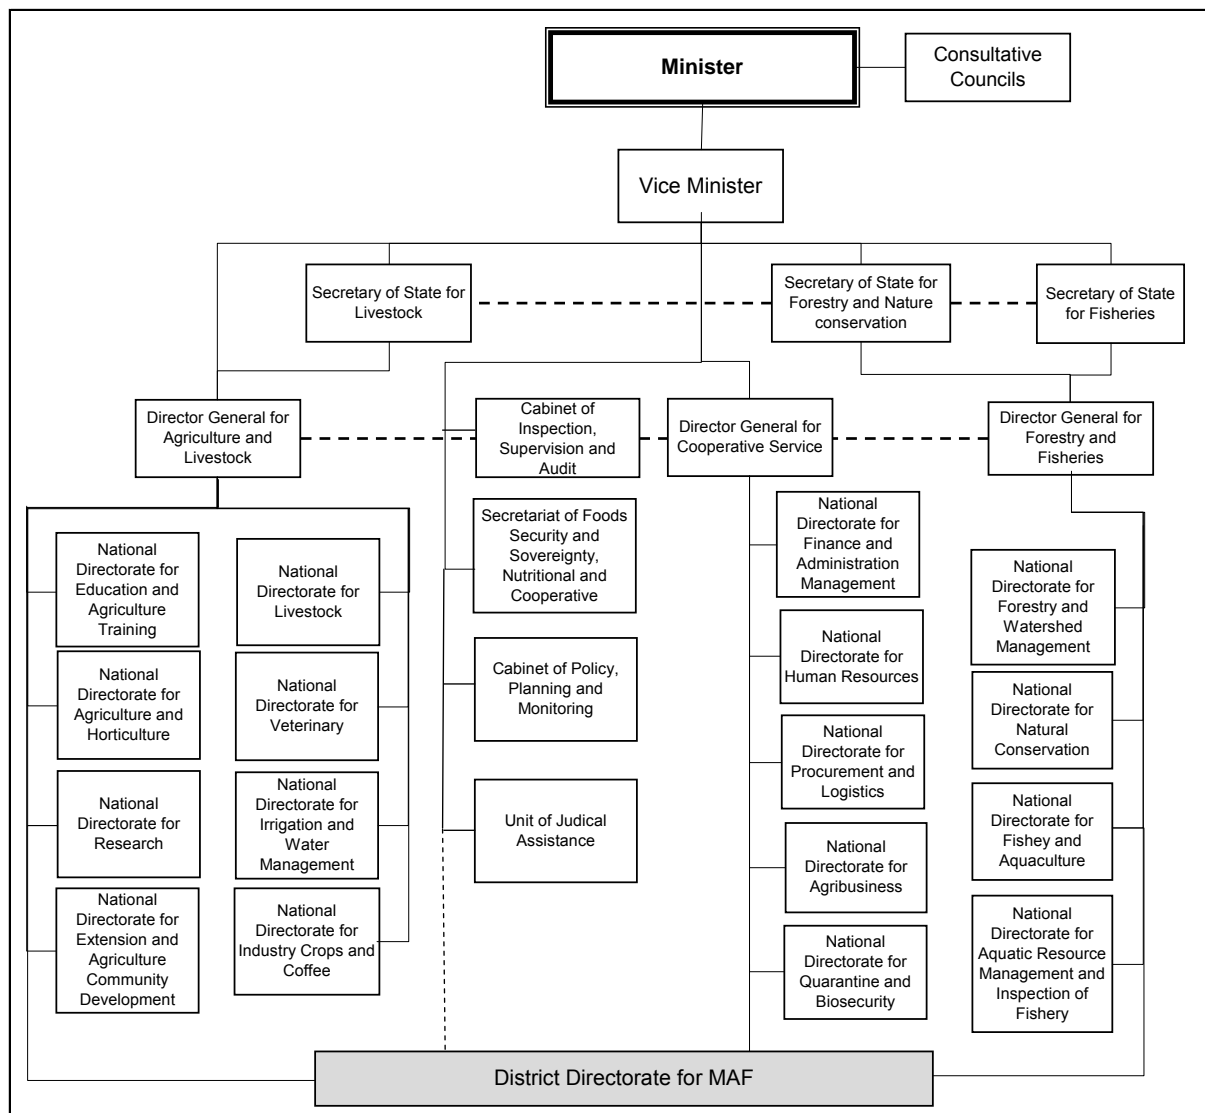 Minister
Consultative
Councils
Vice Minister
Secretary of State for
Livestock
Secretary of State for
Forestry and Nature
conservation
Secretary of State
for Fisheries
Director General for
Agriculture and
Livestock
Cabinet of
Inspection,
Supervision and
Audit
Director General for
Cooperative Service
Director General for
Forestry and
Fisheries
National
Directorate for
Education and
Agriculture
Training
National
Directorate for
Livestock
Secretariat of Foods
Security and
Sovereignty,
Nutritional and
Cooperative
National
Directorate for
Finance and
Administration
Management
National
Directorate for
Forestry and
Watershed
Management
National
Directorate for
Agriculture and
Horticulture
National
Directorate for
Veterinary
Cabinet of Policy,
Planning and
Monitoring
National
Directorate for
Human Resources
National
Directorate for
Natural
Conservation
National
Directorate for
Research
National
Directorate for
Irrigation and
Water
Management
Unit of Judical
Assistance
National
Directorate for
Procurement and
Logistics
National
Directorate for
Fishey and
Aquaculture
National
Directorate for
Extension and
Agriculture
Community
Development
National
Directorate for
Industry Crops and
Coffee
National
Directorate for
Agribusiness
National
Directorate for
Quarantine and
Biosecurity
National
Directorate for
Aquatic Resource
Management and
Inspection of
Fishery
District Directorate for MAF